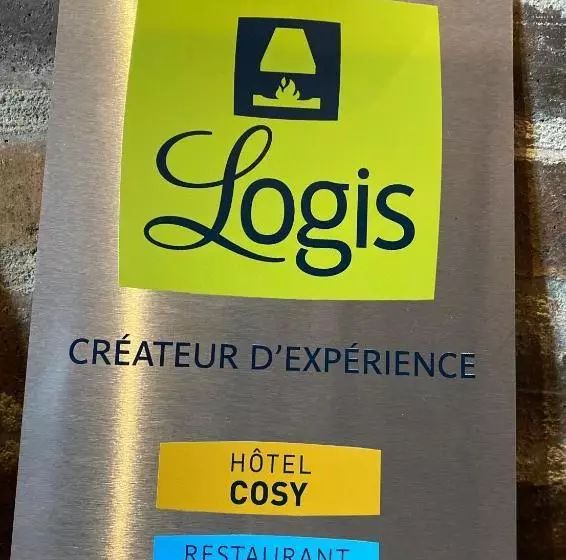 Logis
CRÉATEUR D'EXPÉRIENCE
HÔTEL
COSY
RESTAURANT